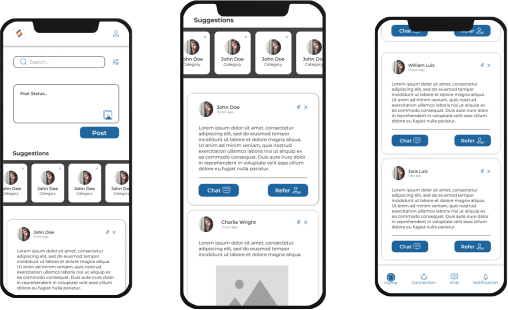 Search...
Post Status...
Post
Suggestions
John Doe
Category
John Doe
Category
John Doe
Category
John Doe
Category
John Doe
Lorem ipsum dolor sit amet, consectetur
adipiscing elit, sed do eiusmod tempor
incididunt ut labore et dolore magna aliqua.
Ut enim ad minim veniam, quis nostrud
exercitation ullamco laboris nisi ut aliquip ex
ea commodo consequat. Duis aute irure dolor
in reprehenderit in voluptate velit esse cillum
dolore eu fugiat nulla pariatur.
Suggestions
John Doe
Category
John Doe
Category
John Doe
Category
John Doe
Category
John Doe
Lorem ipsum dolor sit amet, consectetur
adipiscing elit, sed do eiusmod tempor
incididunt ut labore et dolore magna aliqua.
Ut enim ad minim veniam, quis nostrud
exercitation ullamco laboris nisi ut aliquip ex
ea commodo consequat. Duis aute irure dolor
in reprehenderit in voluptate velit esse cillum
dolore eu fugiat nulla pariatur.
Chat
Refer
Charlie Wright
Lorem ipsum dolor sit amet, consectetur
adipiscing elit, sed do eiusmod tempor
incididunt ut labore et dolore magna aliqua.
Chat
Refer
William Luis
Lorem ipsum dolor sit amet, consectetur
adipiscing elit, sed do eiusmod tempor
incididunt ut labore et dolore magna aliqua.
Ut enim ad minim veniam, quis nostrud
exercitation ullamco laboris nisi ut aliquip ex
ea commodo consequat. Duis aute irure dolor
in reprehenderit in voluptate velit esse cillum
dolore eu fugiat nulla pariatur.
Chat
Refer
Jack Luis
Lorem ipsum dolor sit amet, consectetur
adipiscing elit, sed do eiusmod tempor
incididunt ut labore et dolore magna aliqua.
Ut enim ad minim veniam, quis nostrud
exercitation ullamco laboris nisi ut aliquip ex
ea commodo consequat. Duis aute irure dolor
in reprehenderit in voluptate velit esse cillum
dolore eu fugiat nulla pariatur.
Chat
Refer
Home
Connection
chat
Notification